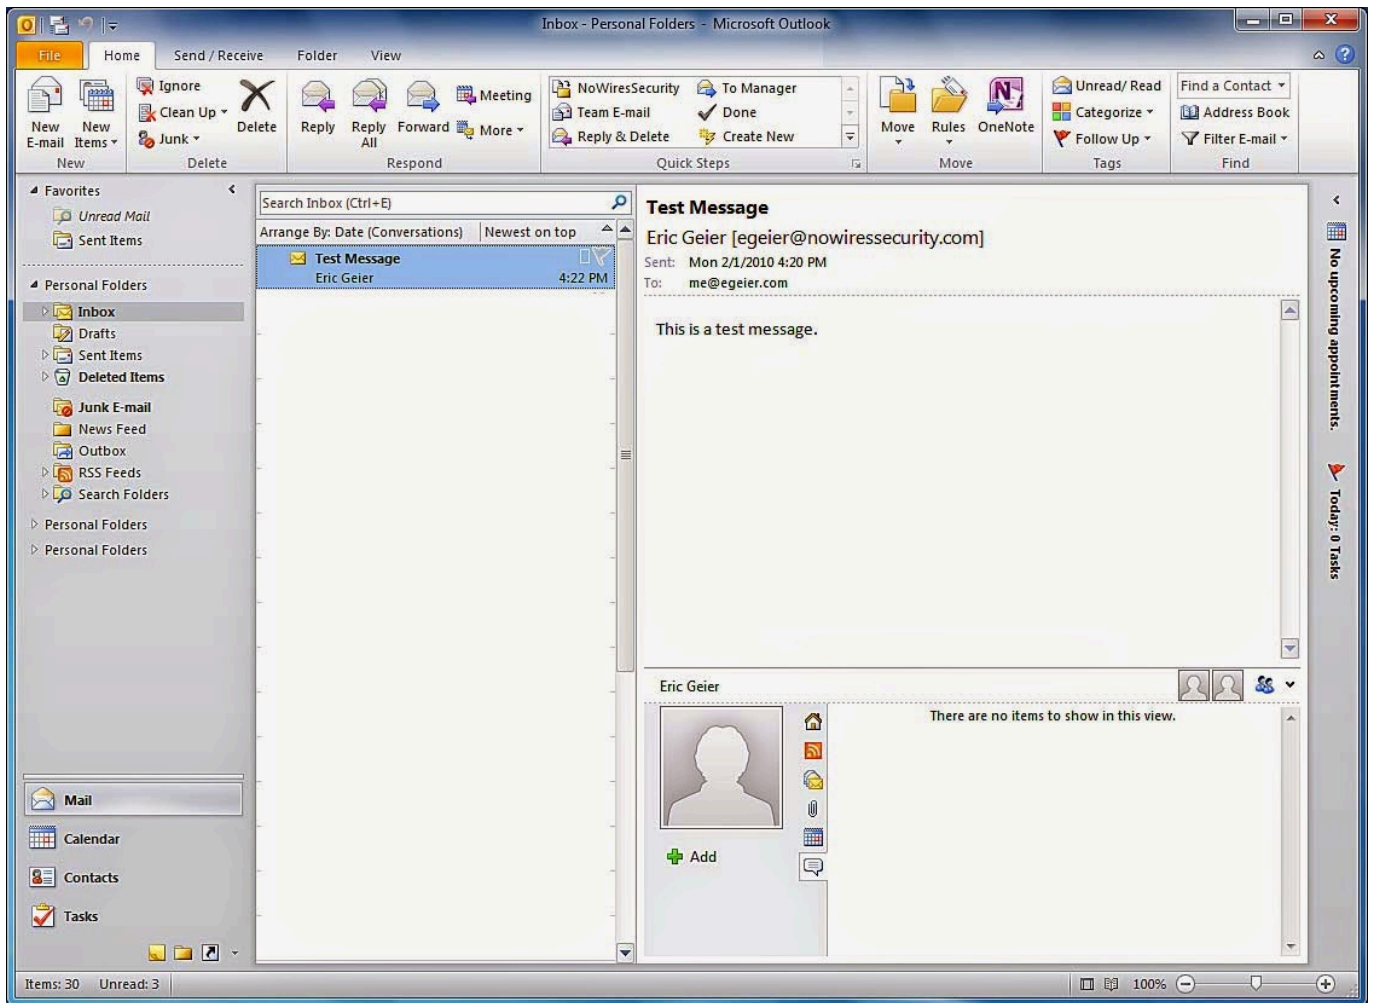 Inbox - Personal Folders - Microsoft Outlook
File Home Send / Receive Folder View
New E-mail
New Items
New
Ignore
Clean Up
Junk
Delete
Delete
Reply
Reply All
Forward
Meeting
More
Respond
NoWiresSecurity
Team E-mail
Reply & Delete
To Manager
Done
Create New
Quick Steps
Move
Rules
OneNote
Move
Unread/ Read
Categorize
Follow Up
Tags
Find a Contact
Address Book
Filter E-mail
Find
Favorites
Unread Mail
Sent Items
Personal Folders
Inbox
Drafts
Sent Items
Deleted Items
Junk E-mail
News Feed
Outbox
RSS Feeds
Search Folders
Personal Folders
Personal Folders
Mail
Calendar
Contacts
Tasks
Search Inbox (Ctrl+E)
Arrange By: Date (Conversations) Newest on top
Test Message
Eric Geier 4:22 PM
Test Message
Eric Geier [egeier@nowiressecurity.com]
Sent: Mon 2/1/2010 4:20 PM
To: me@egeier.com
This is a test message.
Eric Geier
There are no items to show in this view.
Add
No upcoming appointments.
Today: 0 Tasks
Items: 30 Unread: 3
100%